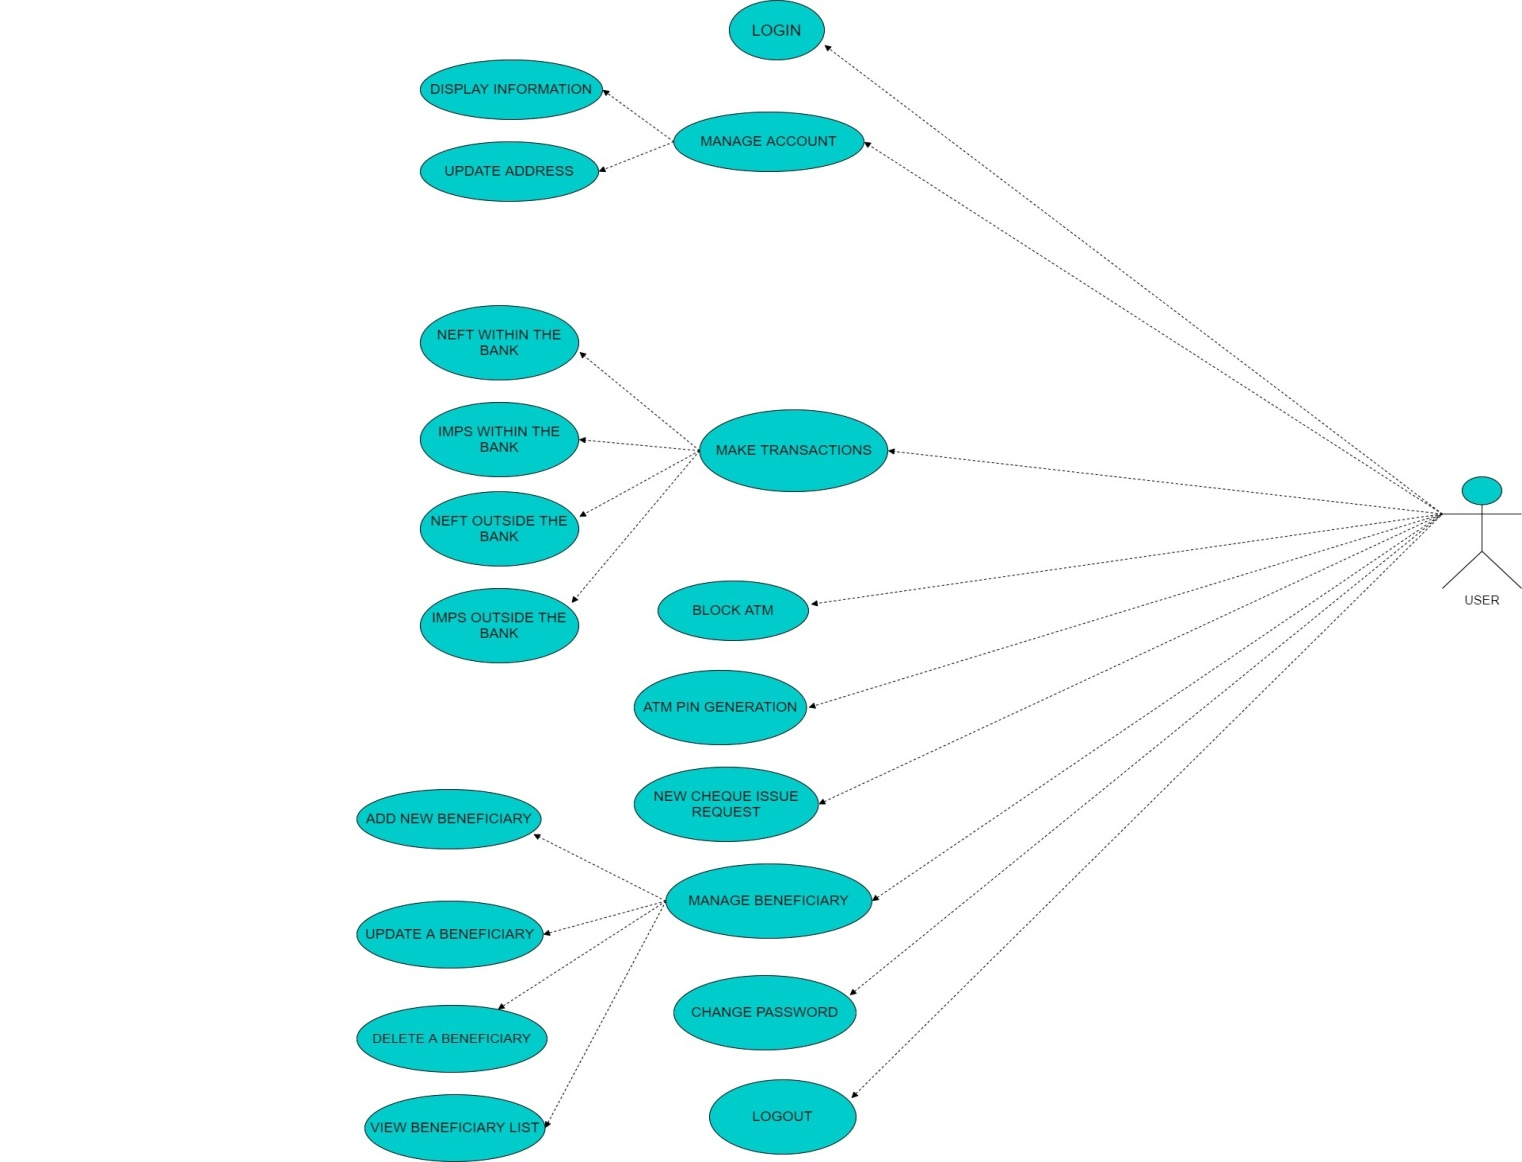 LOGIN
DISPLAY INFORMATION
MANAGE ACCOUNT
UPDATE ADDRESS
NEFT WITHIN THE
BANK
IMPS WITHIN THE
BANK
MAKE TRANSACTIONS
NEFT OUTSIDE THE
BANK
IMPS OUTSIDE THE
BANK
BLOCK ATM
USER
ATM PIN GENERATION
NEW CHEQUE ISSUE
REQUEST
ADD NEW BENEFICIARY
MANAGE BENEFICIARY
UPDATE A BENEFICIARY
CHANGE PASSWORD
DELETE A BENEFICIARY
LOGOUT
VIEW BENEFICIARY LIST